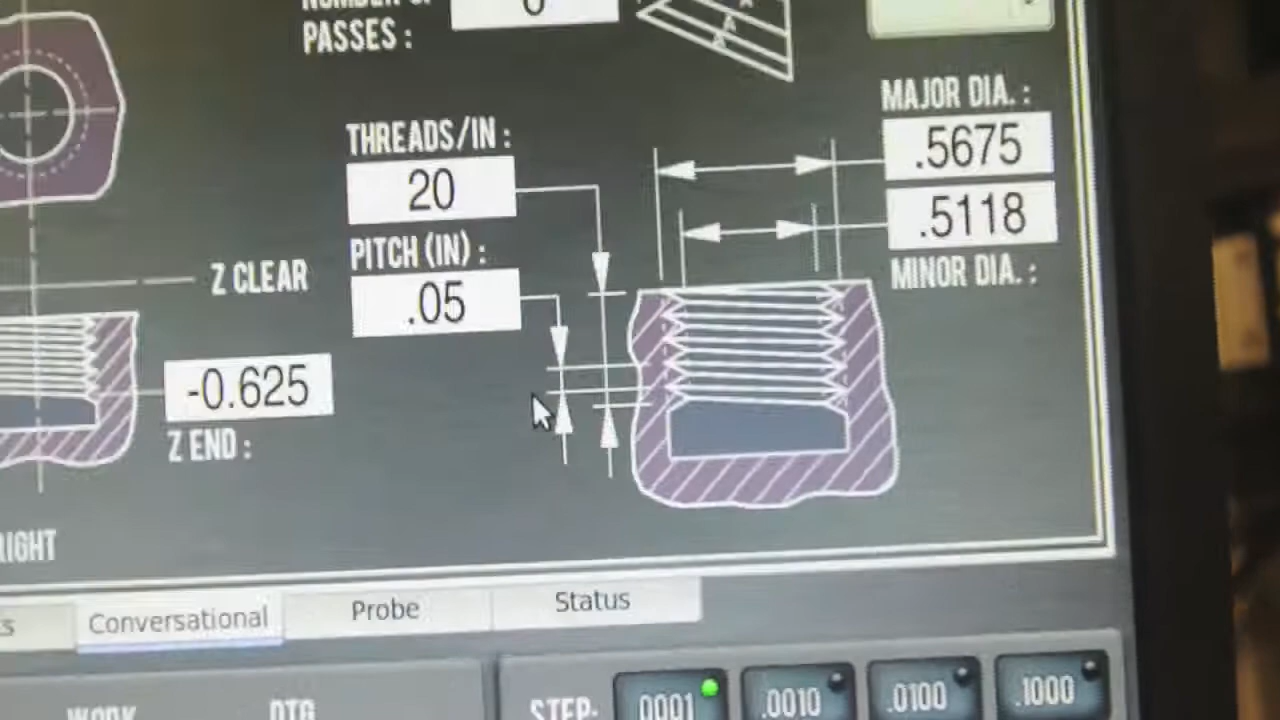 PASSES :
THREADS/IN :
20
PITCH (IN) :
.05
MAJOR DIA. :
.5675
.5118
MINOR DIA. :
Z CLEAR
-0.625
Z END :
Conversational
Probe
Status
STEP:
.0001
.0010
.0100
.1000